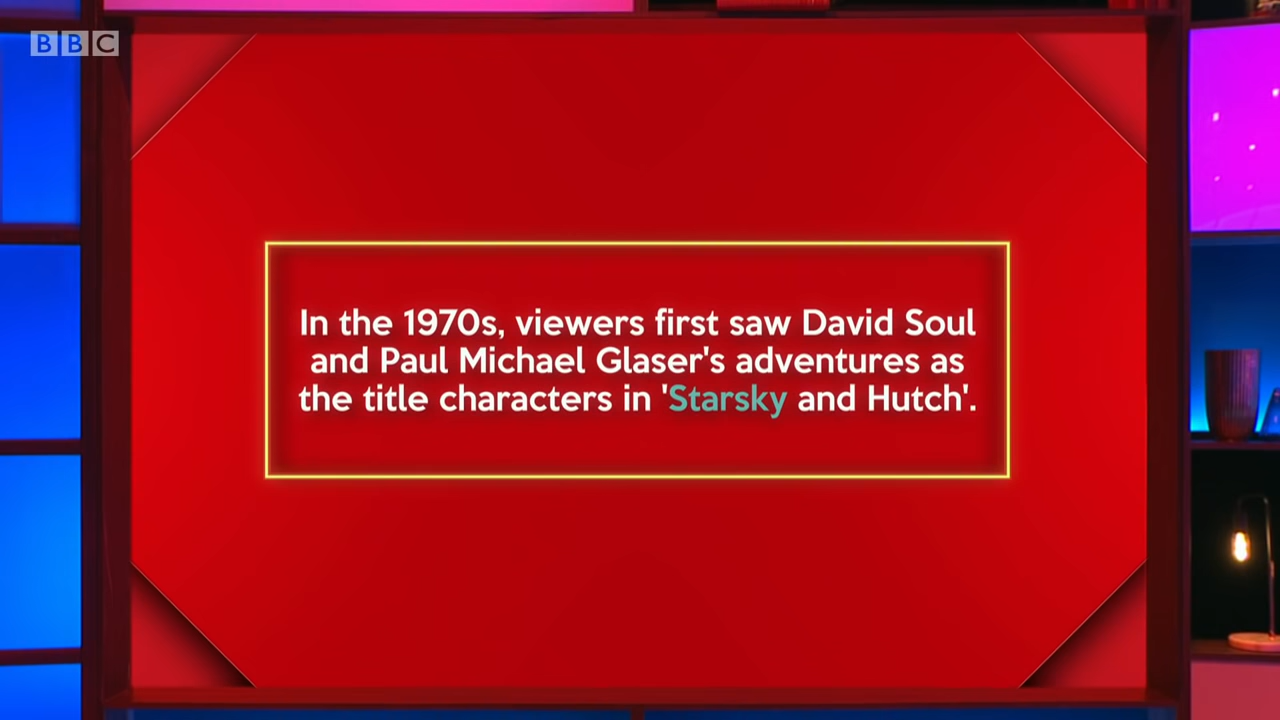 BBC
In the 1970s, viewers first saw David Soul
and Paul Michael Glaser's adventures as
the title characters in 'Starsky and Hutch'.